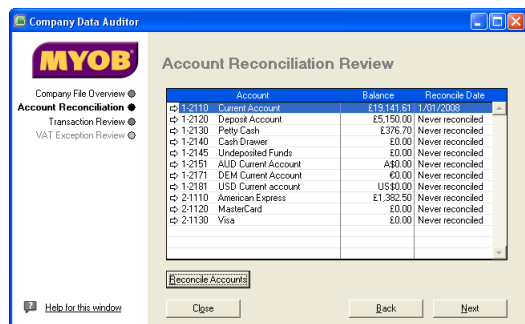 Company Data Auditor
MYOB
Account Reconciliation Review
Company File Overview
Account Reconciliation
Transaction Review
VAT Exception Review
Account Balance Reconcile Date
1-2110 Current Account £19,141.61 1/01/2008
1-2120 Deposit Account £5,150.00 Never reconciled
1-2130 Petty Cash £376.70 Never reconciled
1-2140 Cash Drawer £0.00 Never reconciled
1-2145 Undeposited Funds £0.00 Never reconciled
1-2151 AUD Current Account A$0.00 Never reconciled
1-2171 DEM Current Account €0.00 Never reconciled
1-2181 USD Current account US$0.00 Never reconciled
2-1110 American Express £1,382.50 Never reconciled
2-1120 MasterCard £0.00 Never reconciled
2-1130 Visa £0.00 Never reconciled
Reconcile Accounts
? Help for this window
Close Back Next